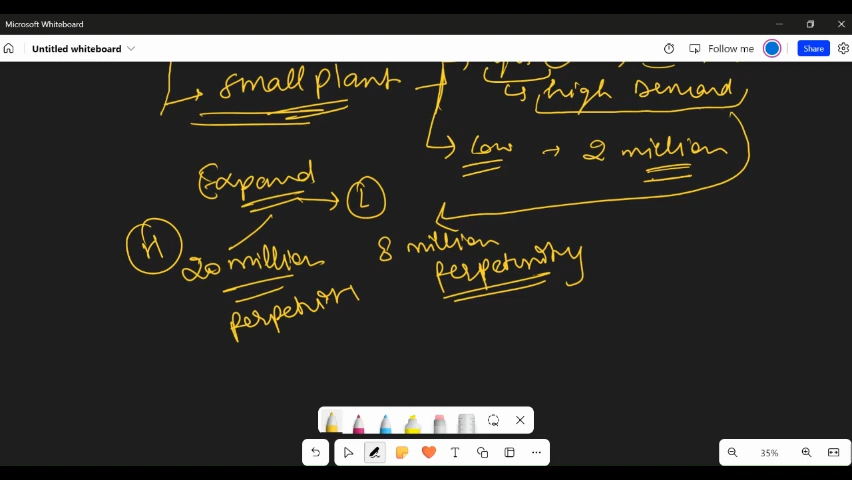 Microsoft Whiteboard
Untitled whiteboard
Follow me
Share
small plant
high Demand
Low → 2 million
Expand → L
H
20 million
perpetuity
8 million
perpetuity
T
35%